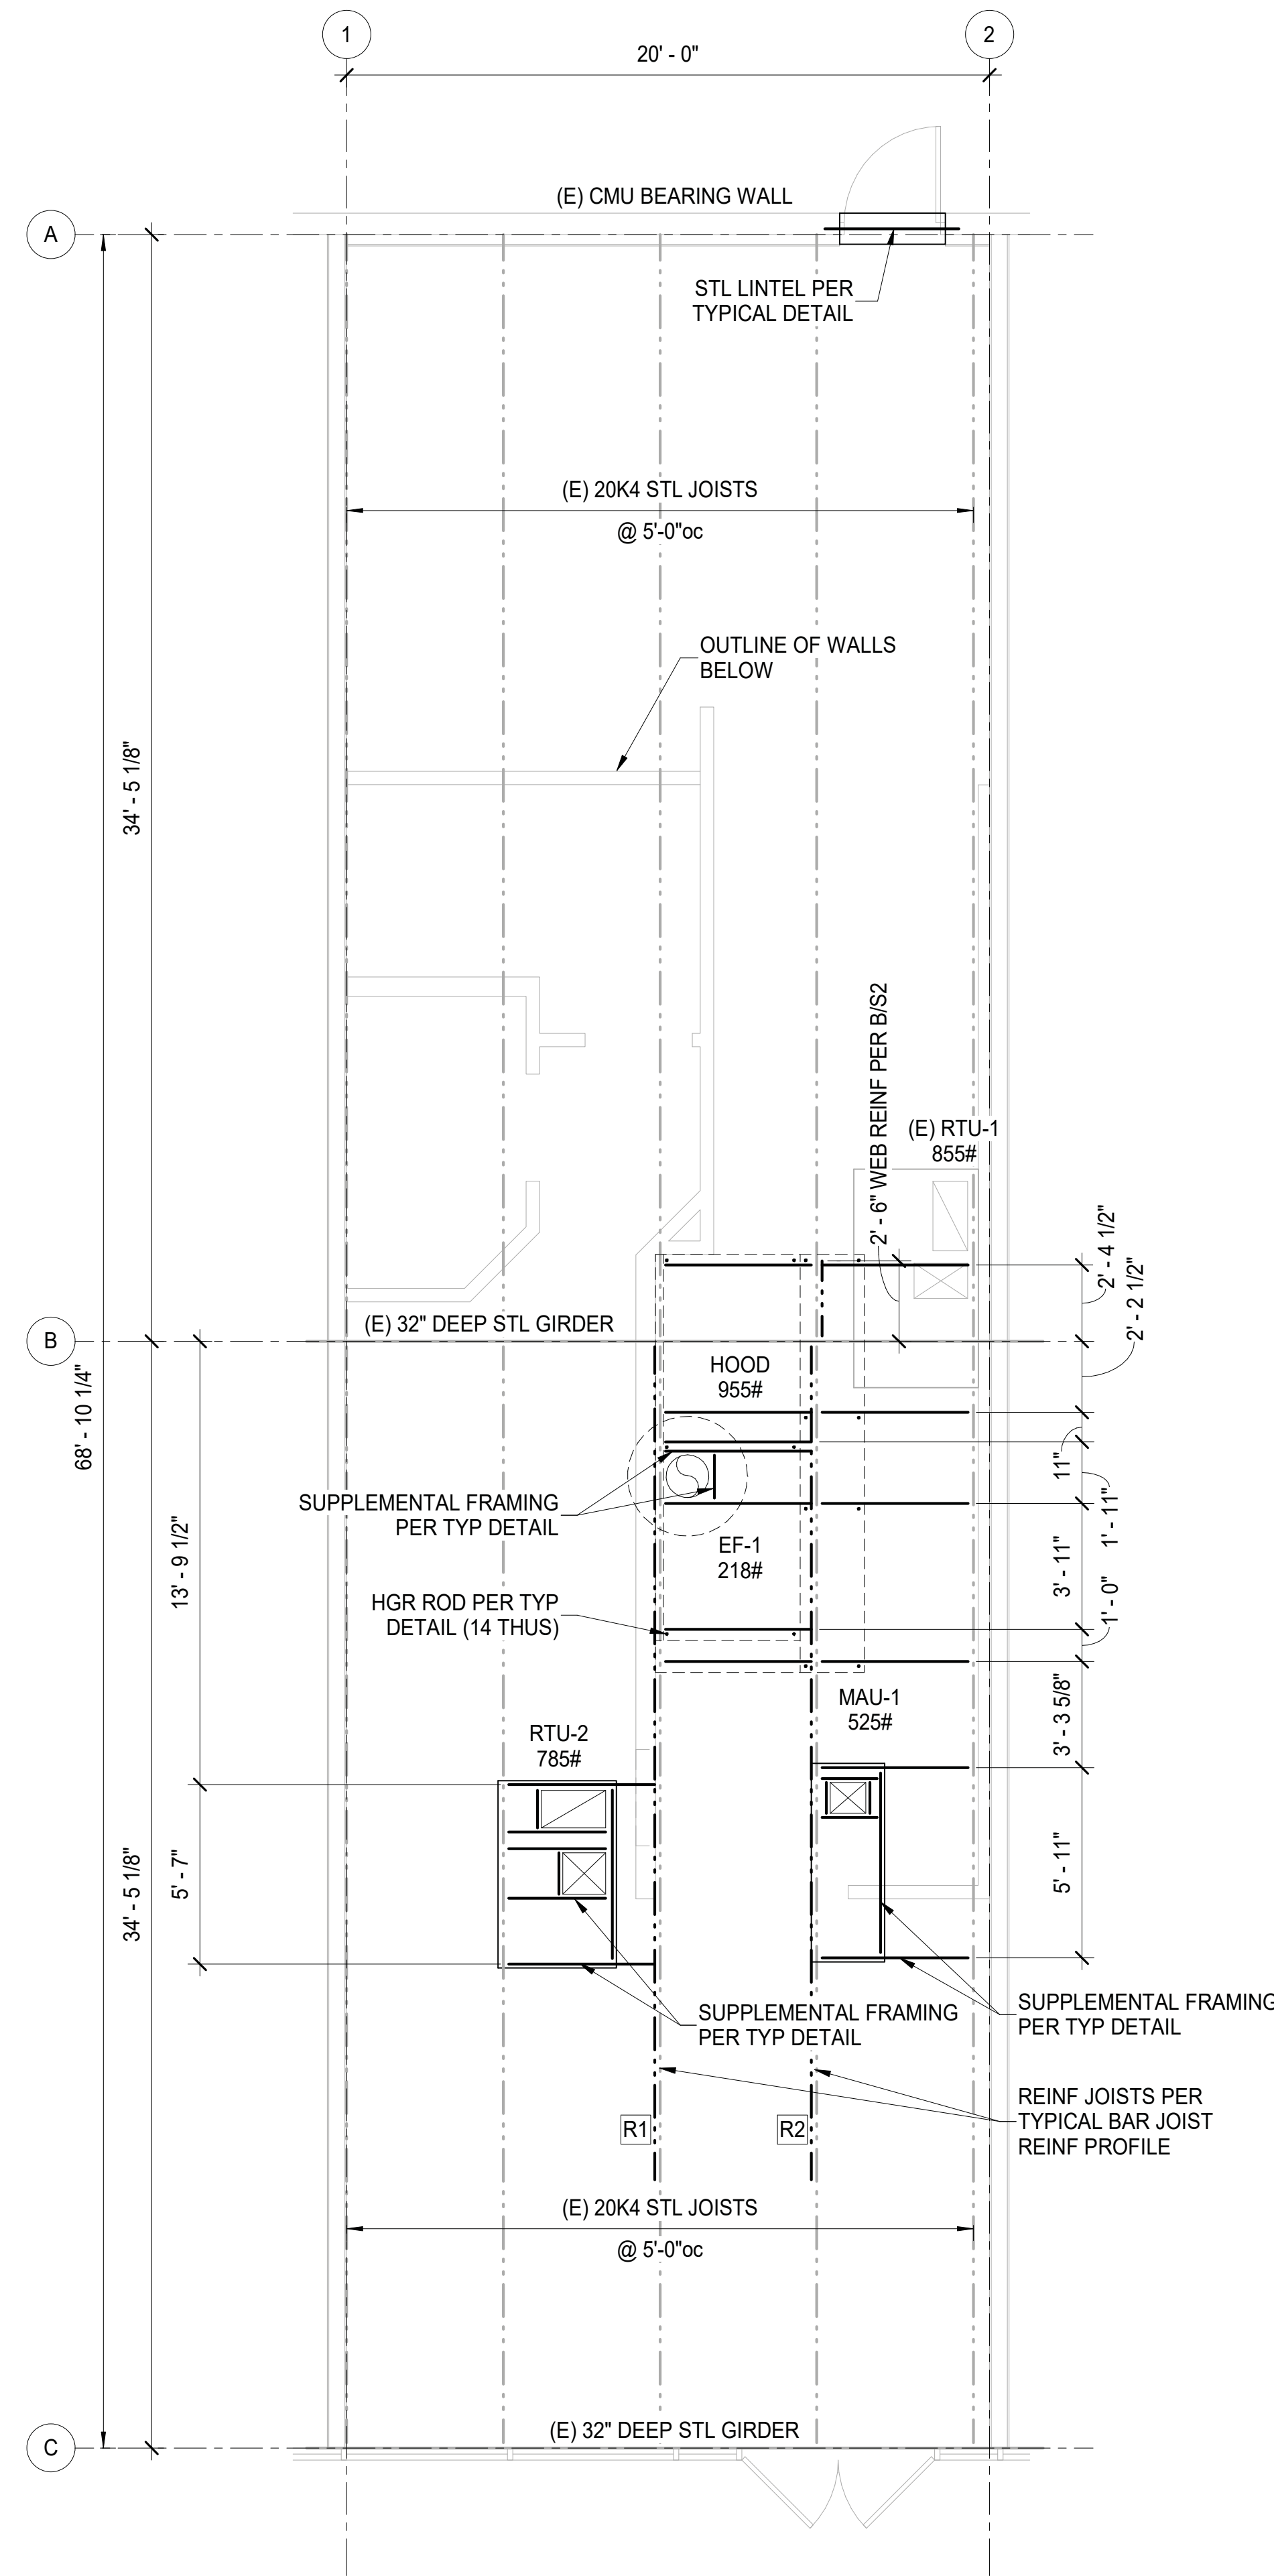 1
2
20' - 0"
(E) CMU BEARING WALL
A
STL LINTEL PER
TYPICAL DETAIL
(E) 20K4 STL JOISTS
@ 5'-0"oc
OUTLINE OF WALLS
BELOW
34' - 5 1/8"
2' - 6" WEB REINF PER B/S2
(E) RTU-1
855#
2' - 4 1/2"
2' - 2 1/2"
(E) 32" DEEP STL GIRDER
B
68' - 10 1/4"
HOOD
955#
11"
1' - 11"
SUPPLEMENTAL FRAMING
PER TYP DETAIL
13' - 9 1/2"
EF-1
218#
3' - 11"
1' - 0"
HGR ROD PER TYP
DETAIL (14 THUS)
MAU-1
525#
3' - 3 5/8"
RTU-2
785#
5' - 7"
34' - 5 1/8"
5' - 11"
SUPPLEMENTAL FRAMING
PER TYP DETAIL
SUPPLEMENTAL FRAMING
PER TYP DETAIL
R1
R2
REINF JOISTS PER
TYPICAL BAR JOIST
REINF PROFILE
(E) 20K4 STL JOISTS
@ 5'-0"oc
(E) 32" DEEP STL GIRDER
C